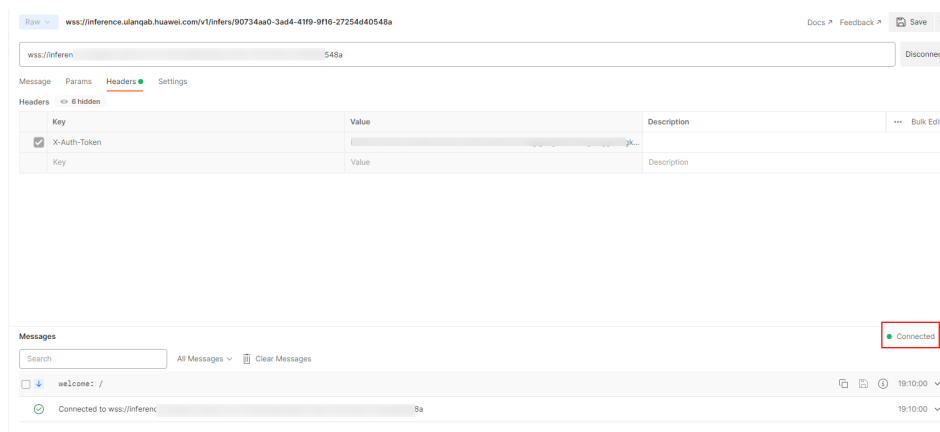 Raw wss://inference.ulanqab.huawei.com/v1/infers/90734aa0-3ad4-41f9-9f16-27254d40548a Docs Feedback Save
wss://inferen 548a Disconnec
Message Params Headers Settings
Headers 6 hidden
Key Value Description ... Bulk Edi
X-Auth-Token jk...
Key Value Description
Messages Connected
Search All Messages Clear Messages
welcome: / 19:10:00
Connected to wss://inferenc 8a 19:10:00